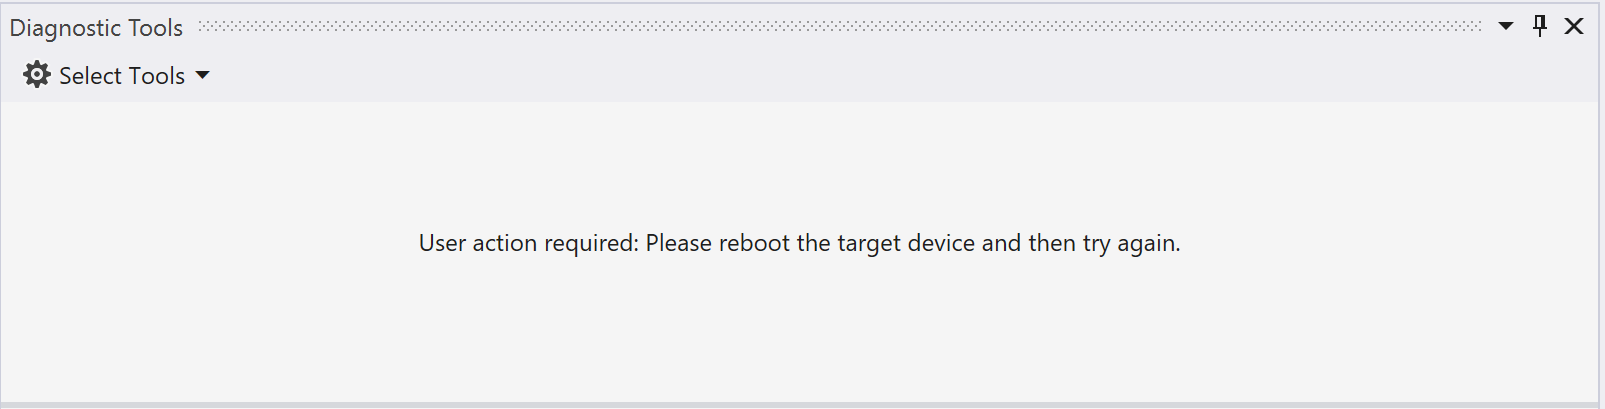 Diagnostic Tools
Select Tools
User action required: Please reboot the target device and then try again.